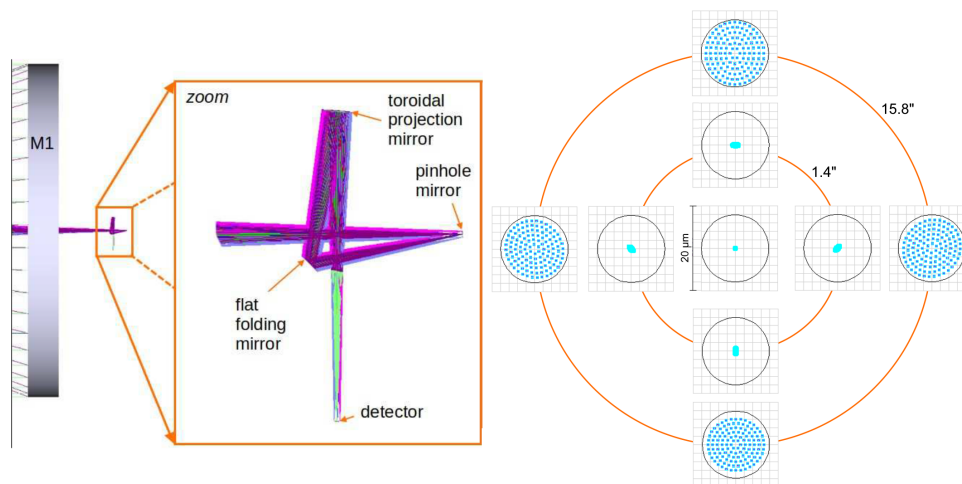 zoom
M1
toroidal
projection
mirror
pinhole
mirror
flat
folding
mirror
detector
15.8"
1.4"
20 µm